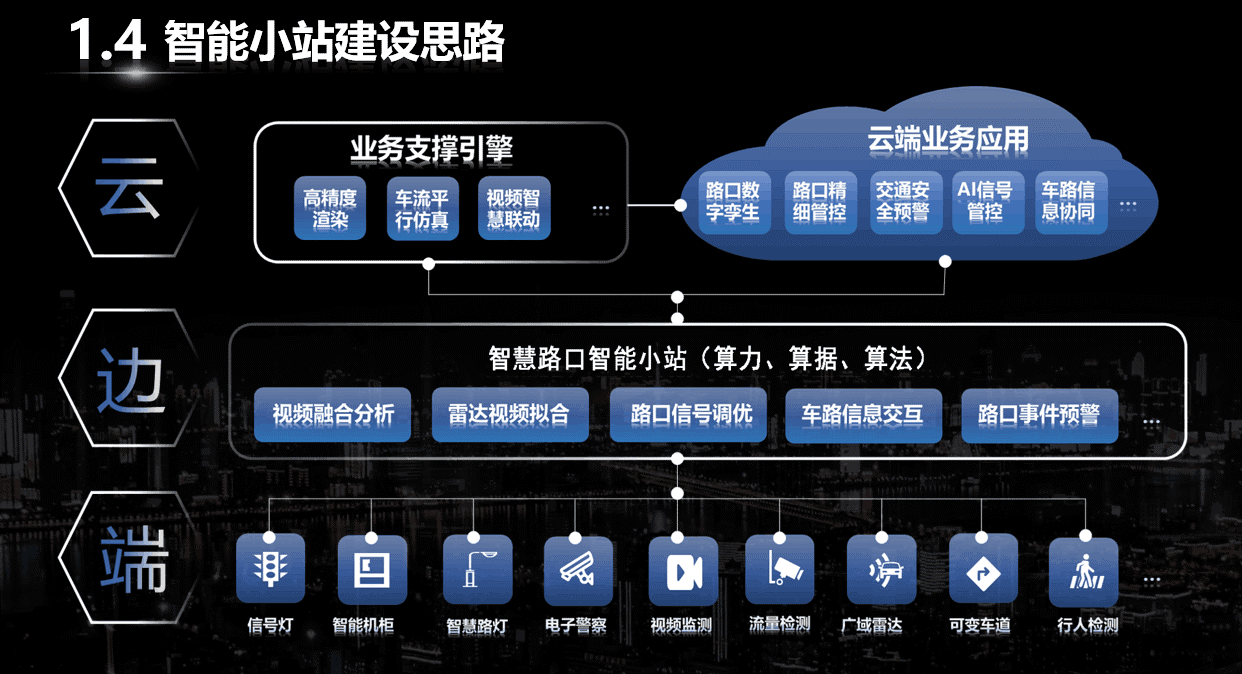 1.4 智能小站建设思路
云
业务支撑引擎
高精度
渲染
车流平
行仿真
视频智
慧联动
...
云端业务应用
路口数
字孪生
路口精
细管控
交通安
全预警
AI信号
管控
车路信
息协同
...
边
智慧路口智能小站（算力、算据、算法）
视频融合分析
雷达视频拟合
路口信号调优
车路信息交互
路口事件预警
...
端
信号灯
智能机柜
智慧路灯
电子警察
视频监测
流量检测
广域雷达
可变车道
行人检测
...